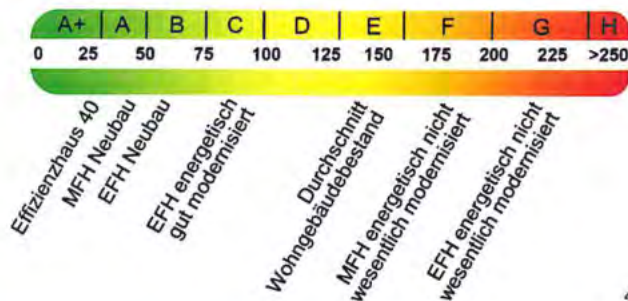 A+ A B C D E F G H
0 25 50 75 100 125 150 175 200 225 >250
Effizienzhaus 40
MFH Neubau
EFH Neubau
EFH energetisch
gut modernisiert
Durchschnitt
Wohngebäudebestand
MFH energetisch nicht
wesentlich modernisiert
EFH energetisch nicht
wesentlich modernisiert